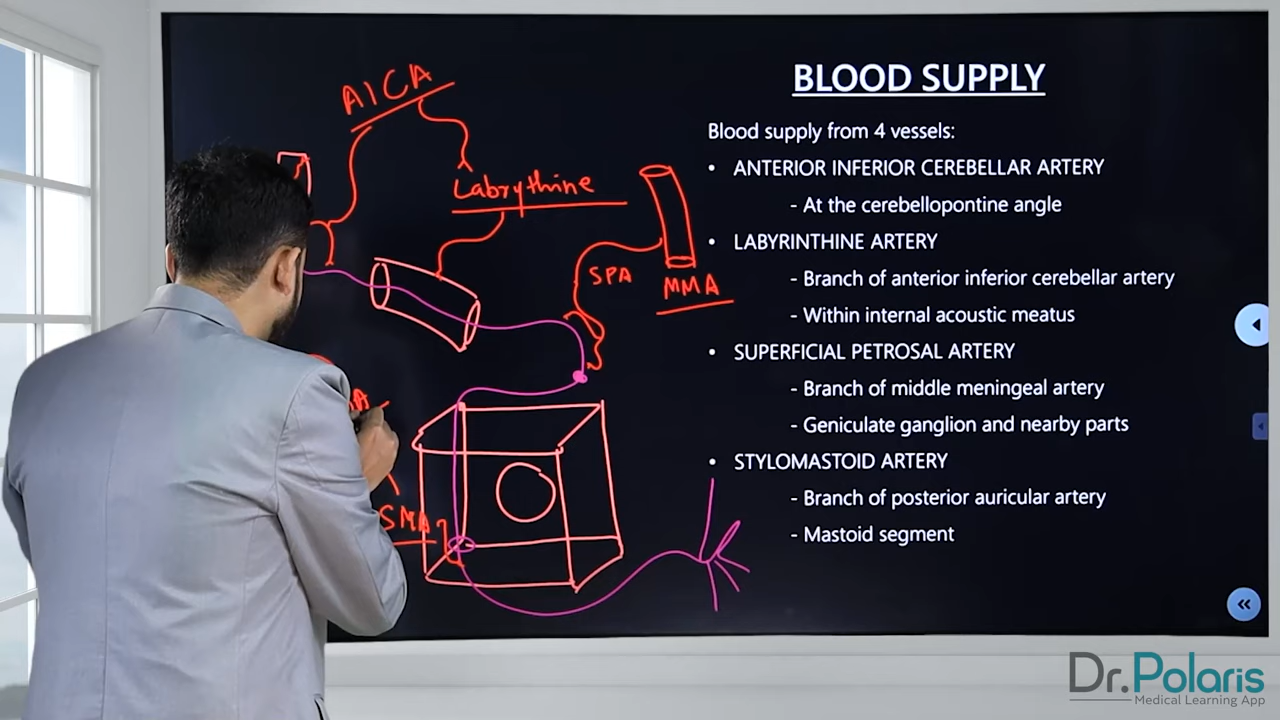 AICA
Labrythine
SPA
MMA
SMA
BLOOD SUPPLY
Blood supply from 4 vessels:
• ANTERIOR INFERIOR CEREBELLAR ARTERY
- At the cerebellopontine angle
• LABYRINTHINE ARTERY
- Branch of anterior inferior cerebellar artery
- Within internal acoustic meatus
• SUPERFICIAL PETROSAL ARTERY
- Branch of middle meningeal artery
- Geniculate ganglion and nearby parts
• STYLOMASTOID ARTERY
- Branch of posterior auricular artery
- Mastoid segment
Dr.Polaris
Medical Learning App